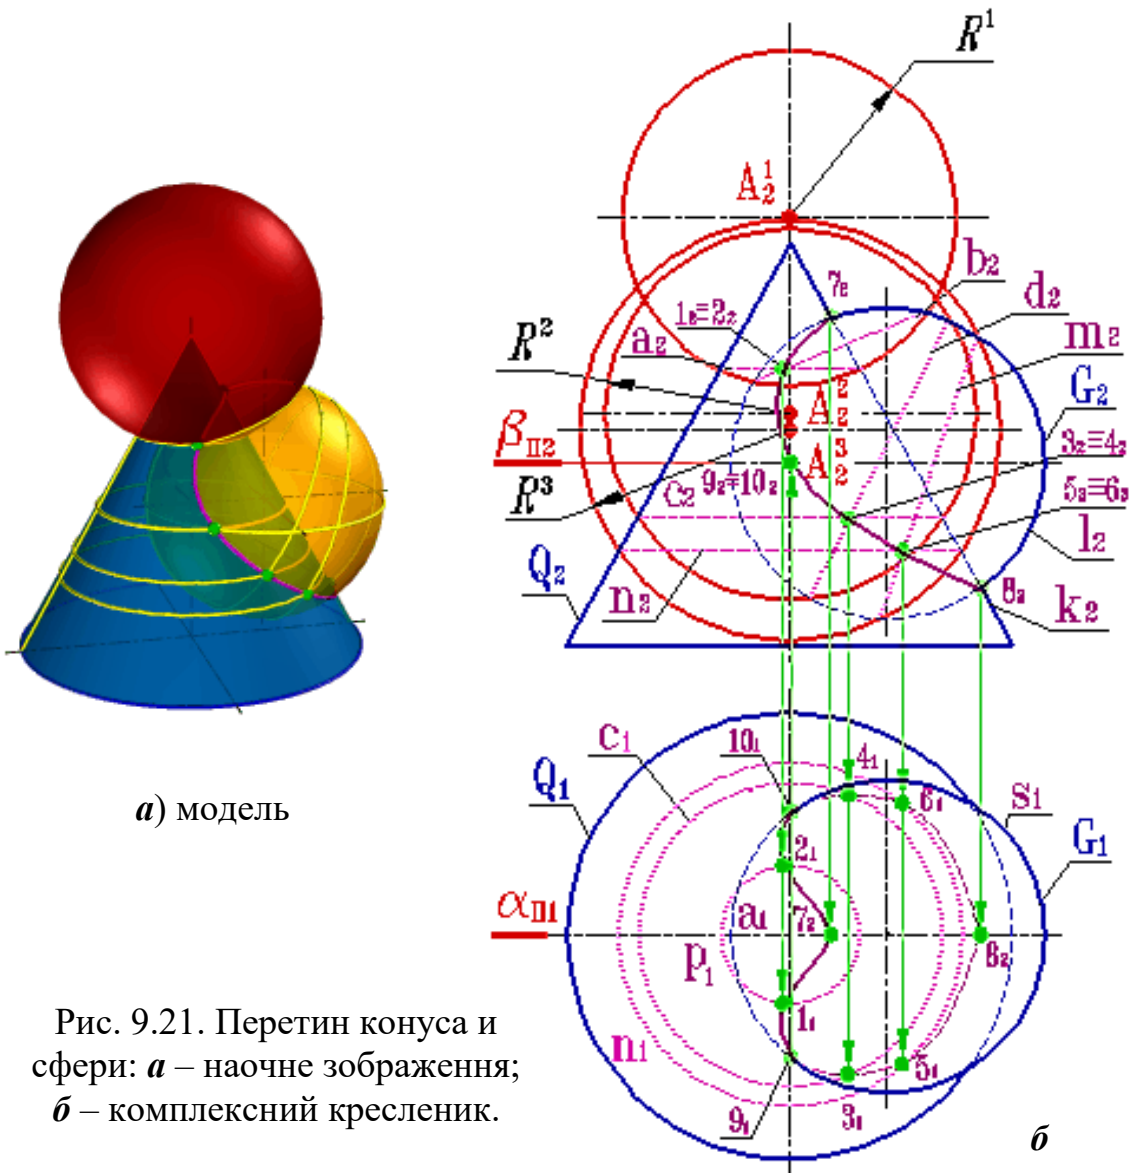 R¹
A₂¹
b₂
7₂
d₂
1₂≡2₂
a₂
m₂
R²
G₂
A₂²
β_П2
3₂≡4₂
A₂³
9₂≡10₂
c₂
5₂≡6₂
R³
l₂
Q₂
n₂
8₂
k₂
c₁
10₁
4₁
Q₁
6₁
s₁
G₁
2₁
а) модель
α_П1
a₁
7₂
8₂
p₁
1₁
n₁
5₁
9₁
3₁
Рис. 9.21. Перетин конуса и
сфери: а – наочне зображення;
б – комплексний кресленик.
б